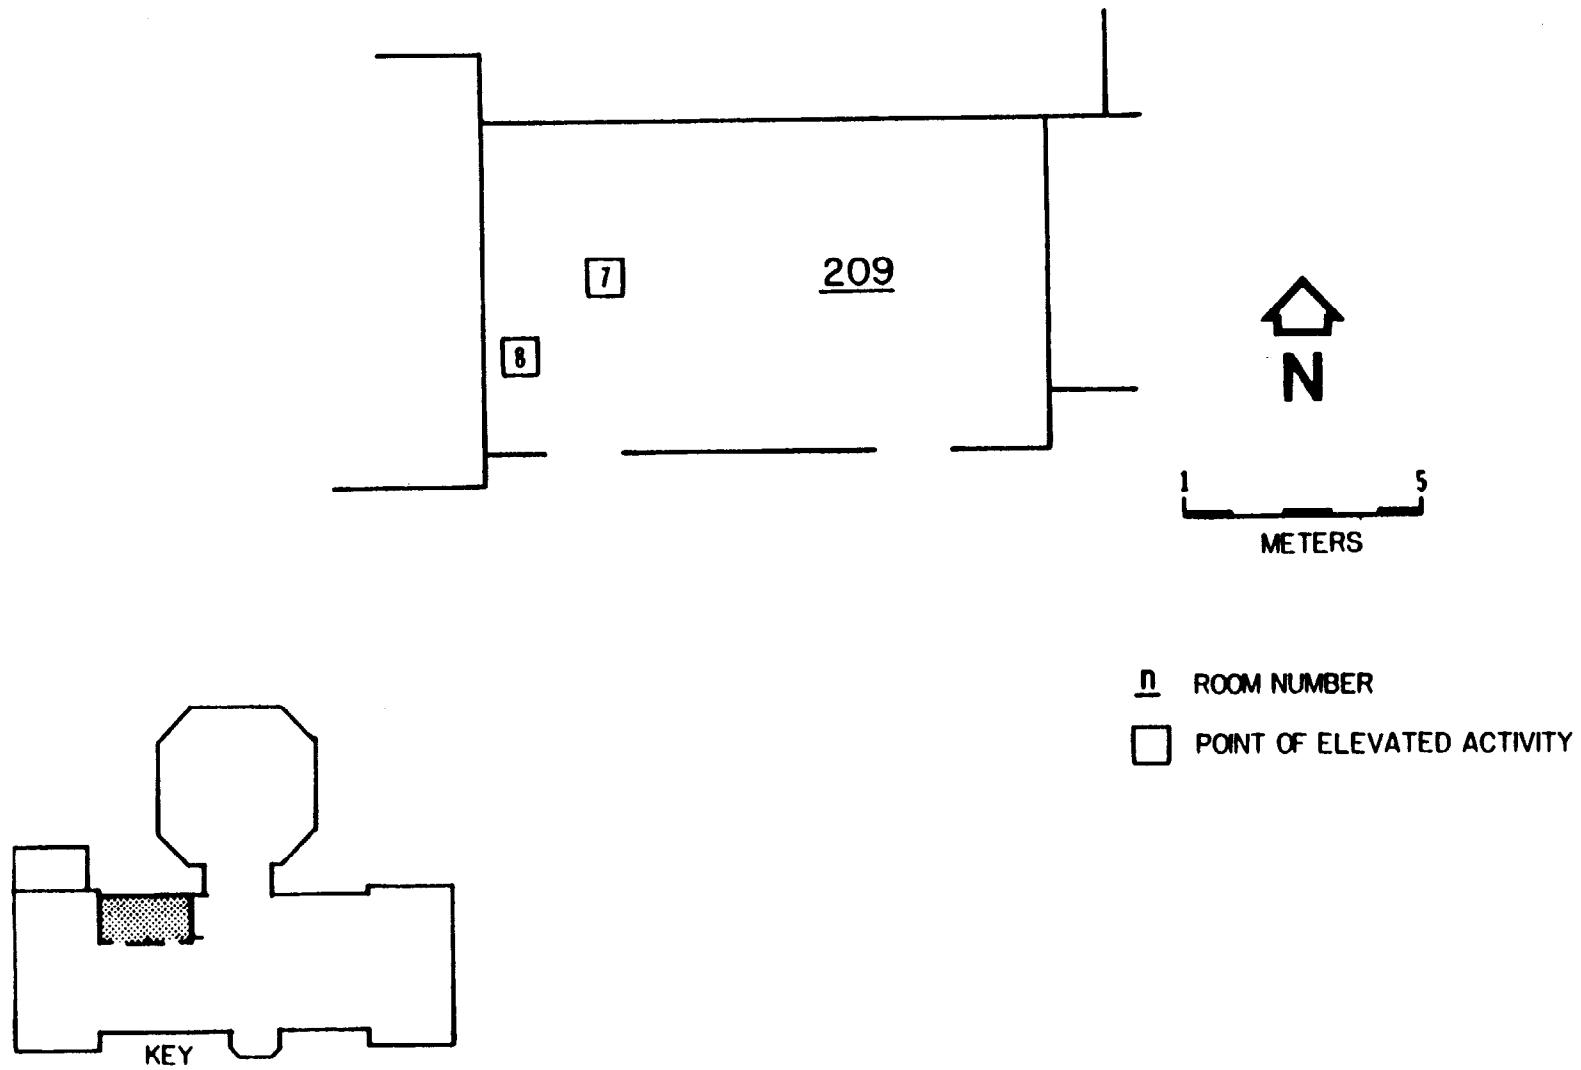 7
209
8
N
1 5
METERS
n ROOM NUMBER
POINT OF ELEVATED ACTIVITY
KEY